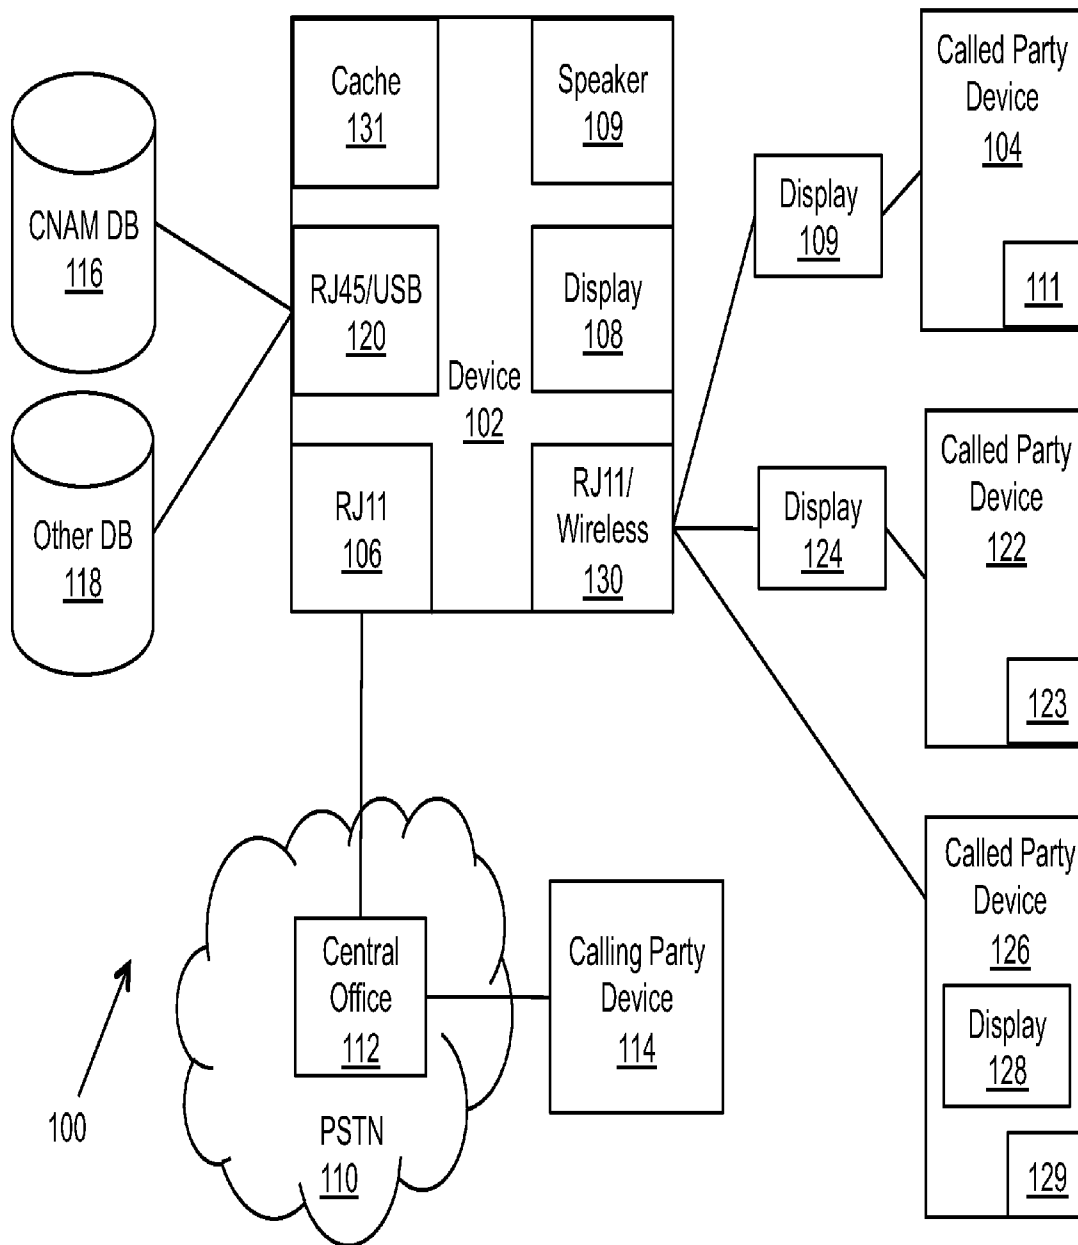 CNAM DB
116
Other DB
118
Cache
131
Speaker
109
RJ45/USB
120
Display
108
Device
102
RJ11
106
RJ11/
Wireless
130
Display
109
Called Party
Device
104
111
Display
124
Called Party
Device
122
123
Called Party
Device
126
Display
128
129
Central
Office
112
PSTN
110
Calling Party
Device
114
100